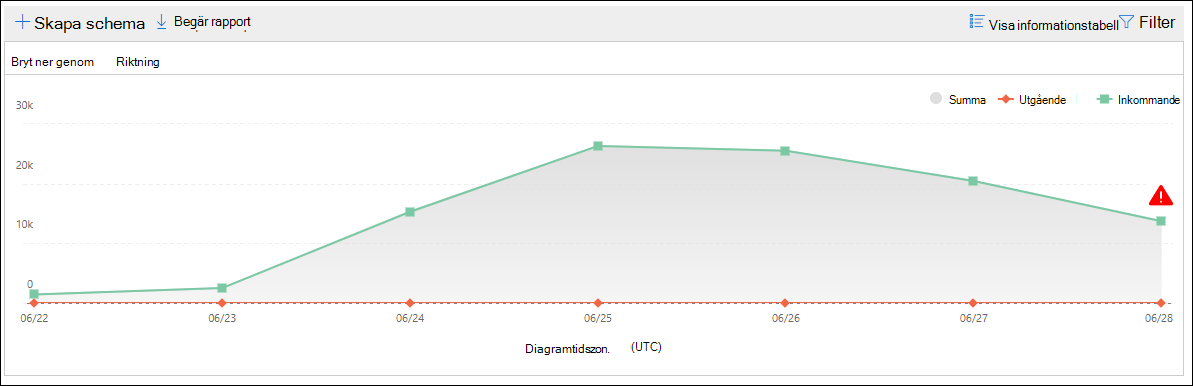 Skapa schema Begär rapport Visa informationstabell Filter
Bryt ner genom Riktning
Summa Utgående Inkommande
30k
20k
10k
0
06/22 06/23 06/24 06/25 06/26 06/27 06/28
Diagramtidszon. (UTC)